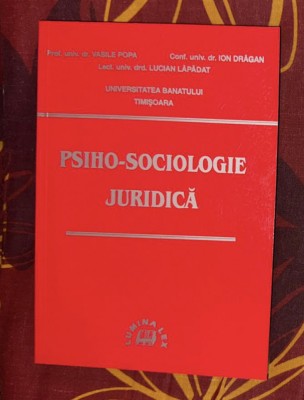 Prof. univ. dr. VASILE POPA Conf. univ. dr. ION DRĂGAN
Lect. univ. drd. LUCIAN LĂPĂDAT
UNIVERSITATEA BANATULUI
TIMIȘOARA
PSIHO-SOCIOLOGIE
JURIDICĂ
LUMINA LEX